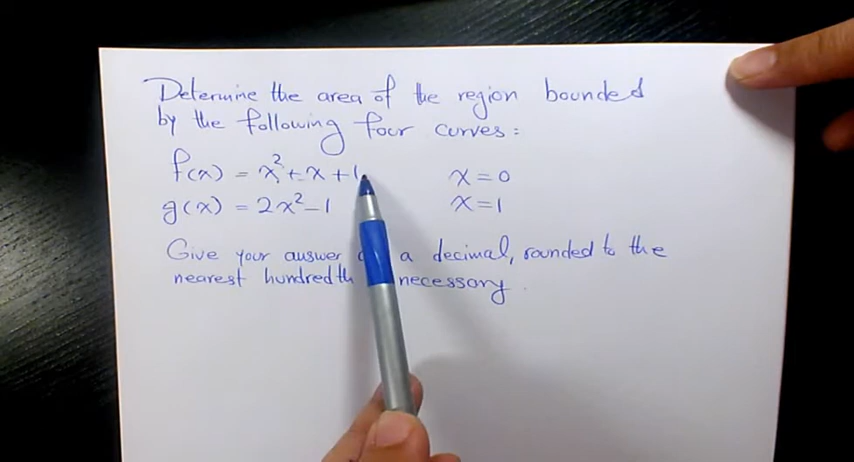 Determine the area of the region bounded
by the following four curves:
f(x) = x² + x + 1 x = 0
g(x) = 2x² - 1 x = 1
Give your answer a decimal, rounded to the
nearest hundredth necessary.